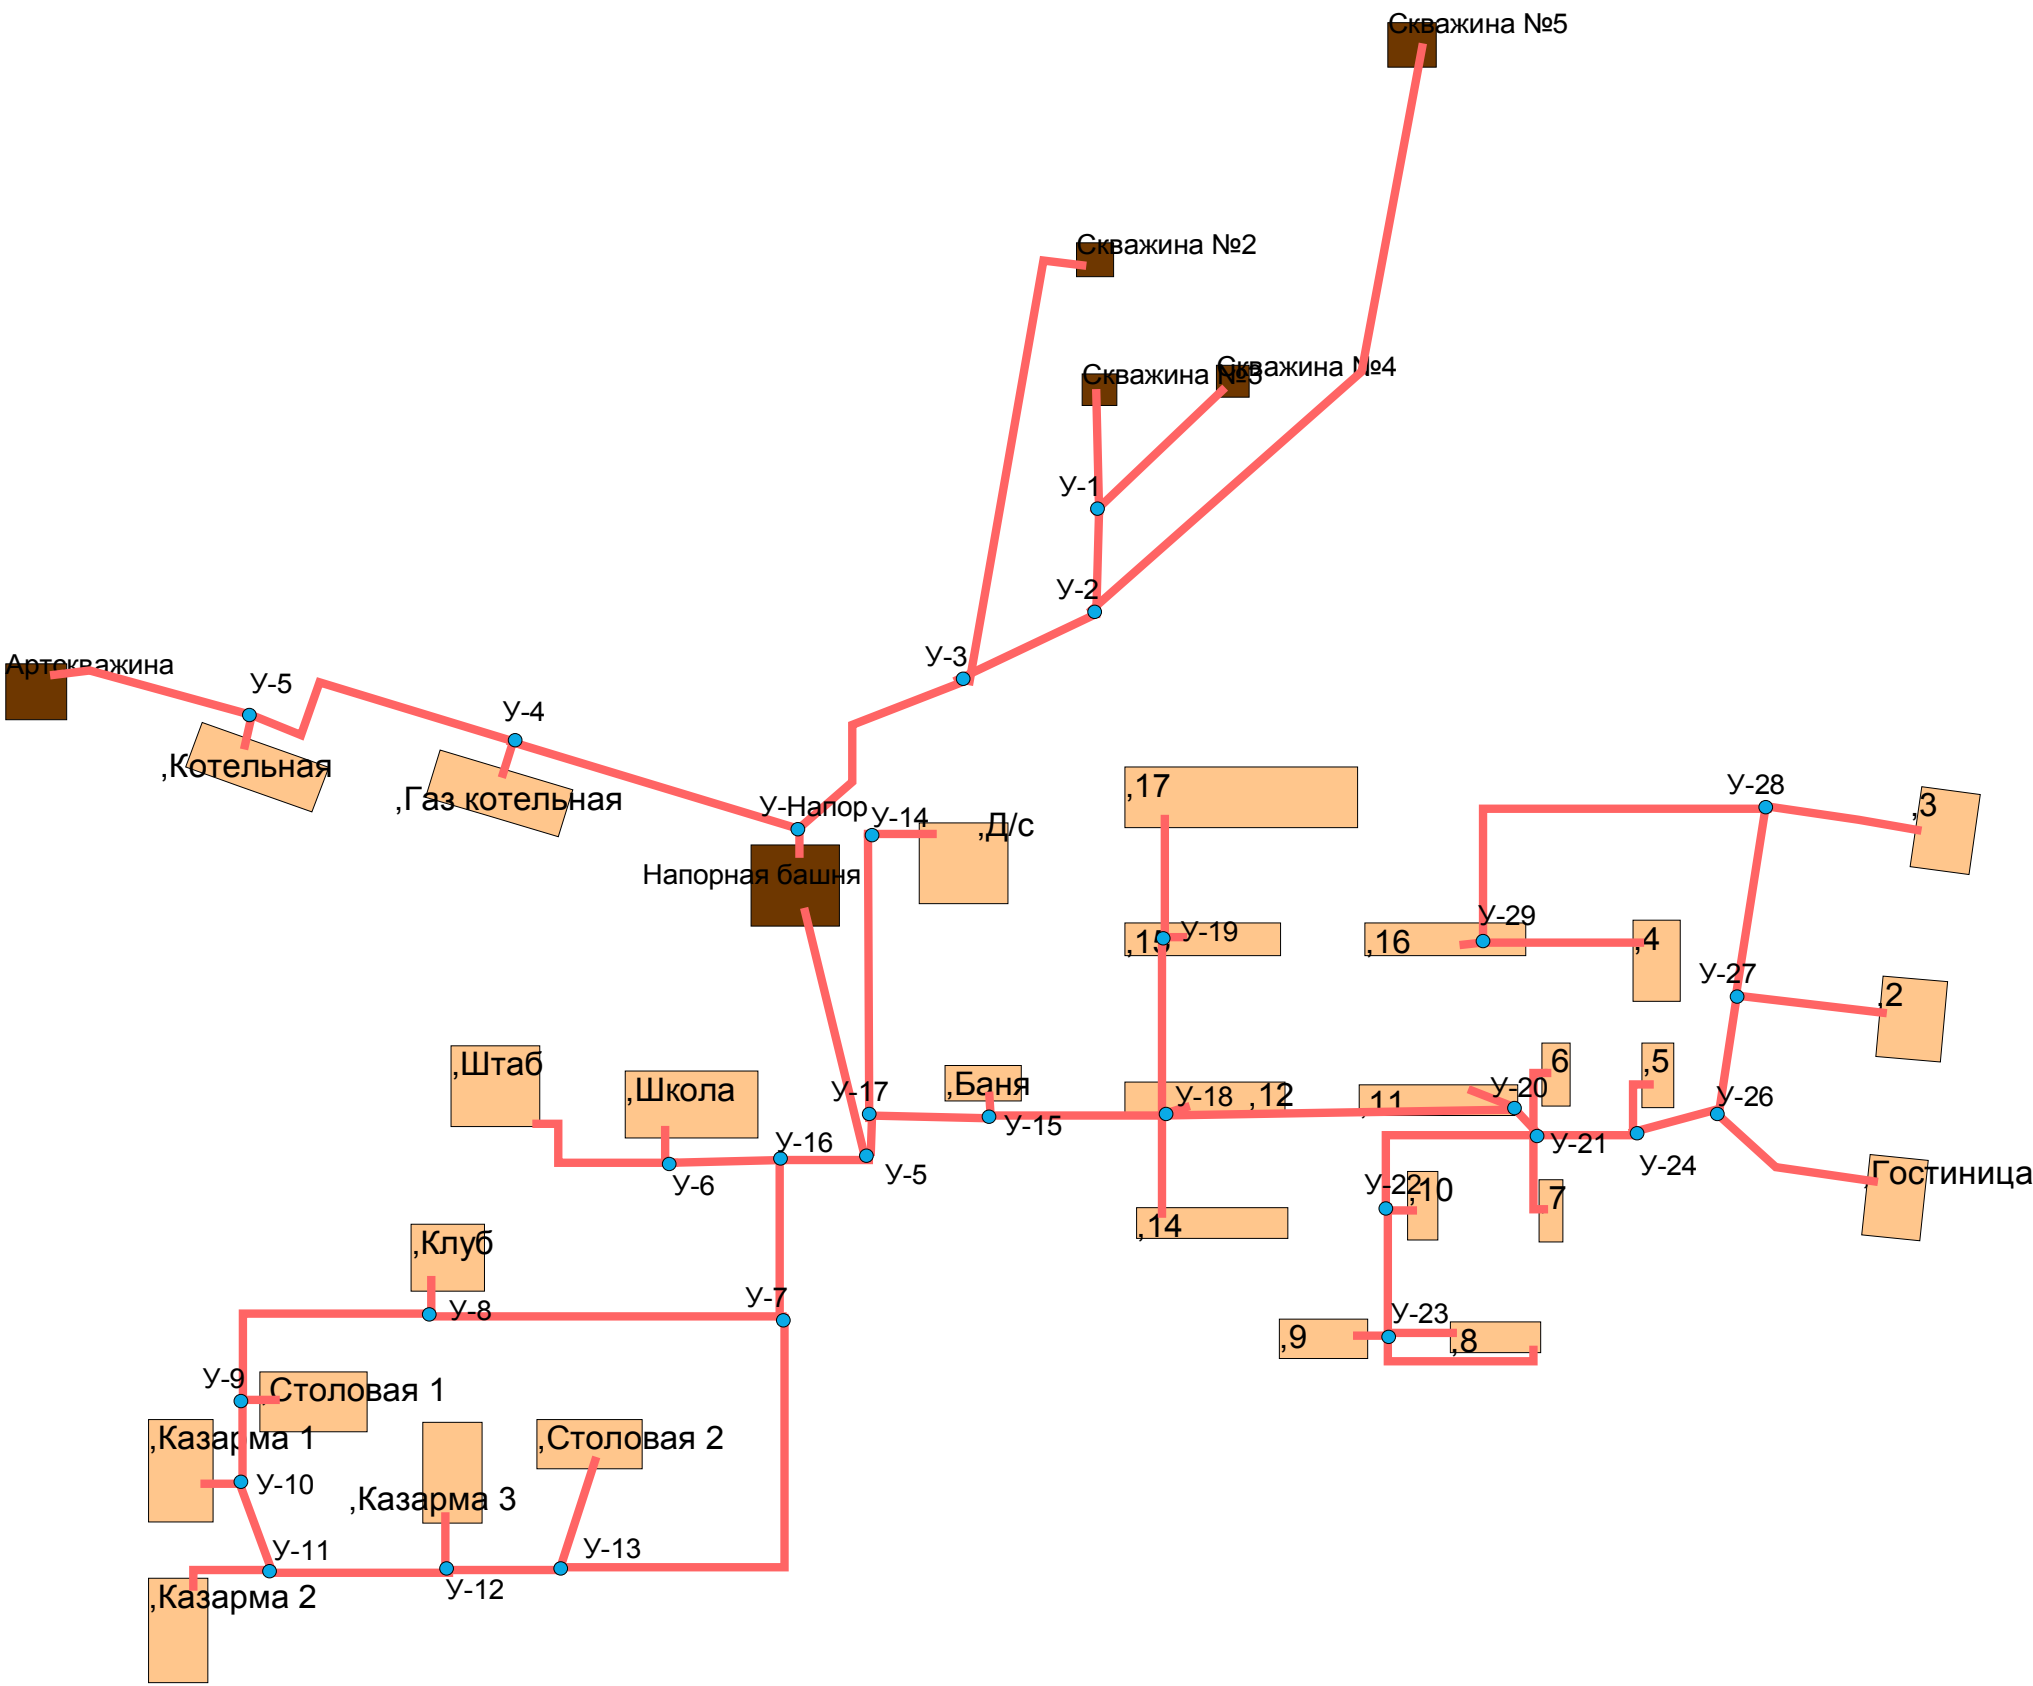 Скважина №5
Скважина №2
Скважина №3
Скважина №4
У-1
У-2
У-3
Артскважина
У-5
У-4
,Котельная
,Газ котельная
У-Напор
У-14
,Д/с
Напорная башня
,17
У-28
,3
,15
У-19
,16
У-29
,4
У-27
,2
,Штаб
,Школа
У-17
,Баня
У-15
У-18
,12
,11
У-20
6
,5
У-26
У-16
У-6
У-5
У-21
У-24
,Гостиница
У-22
,10
7
,14
,Клуб
У-8
У-7
У-23
,9
,8
У-9
,Столовая 1
,Казарма 1
У-10
,Казарма 3
,Столовая 2
У-11
У-12
У-13
,Казарма 2